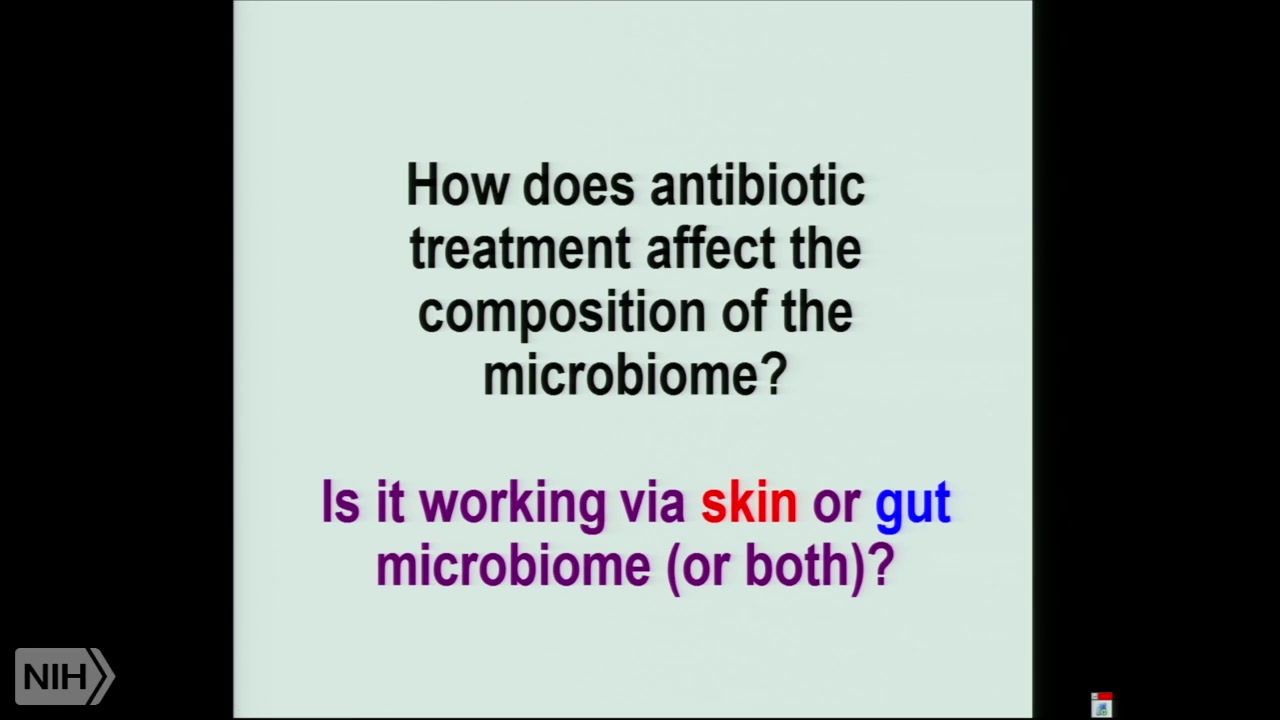 How does antibiotic
treatment affect the
composition of the
microbiome?
Is it working via skin or gut
microbiome (or both)?
NIH